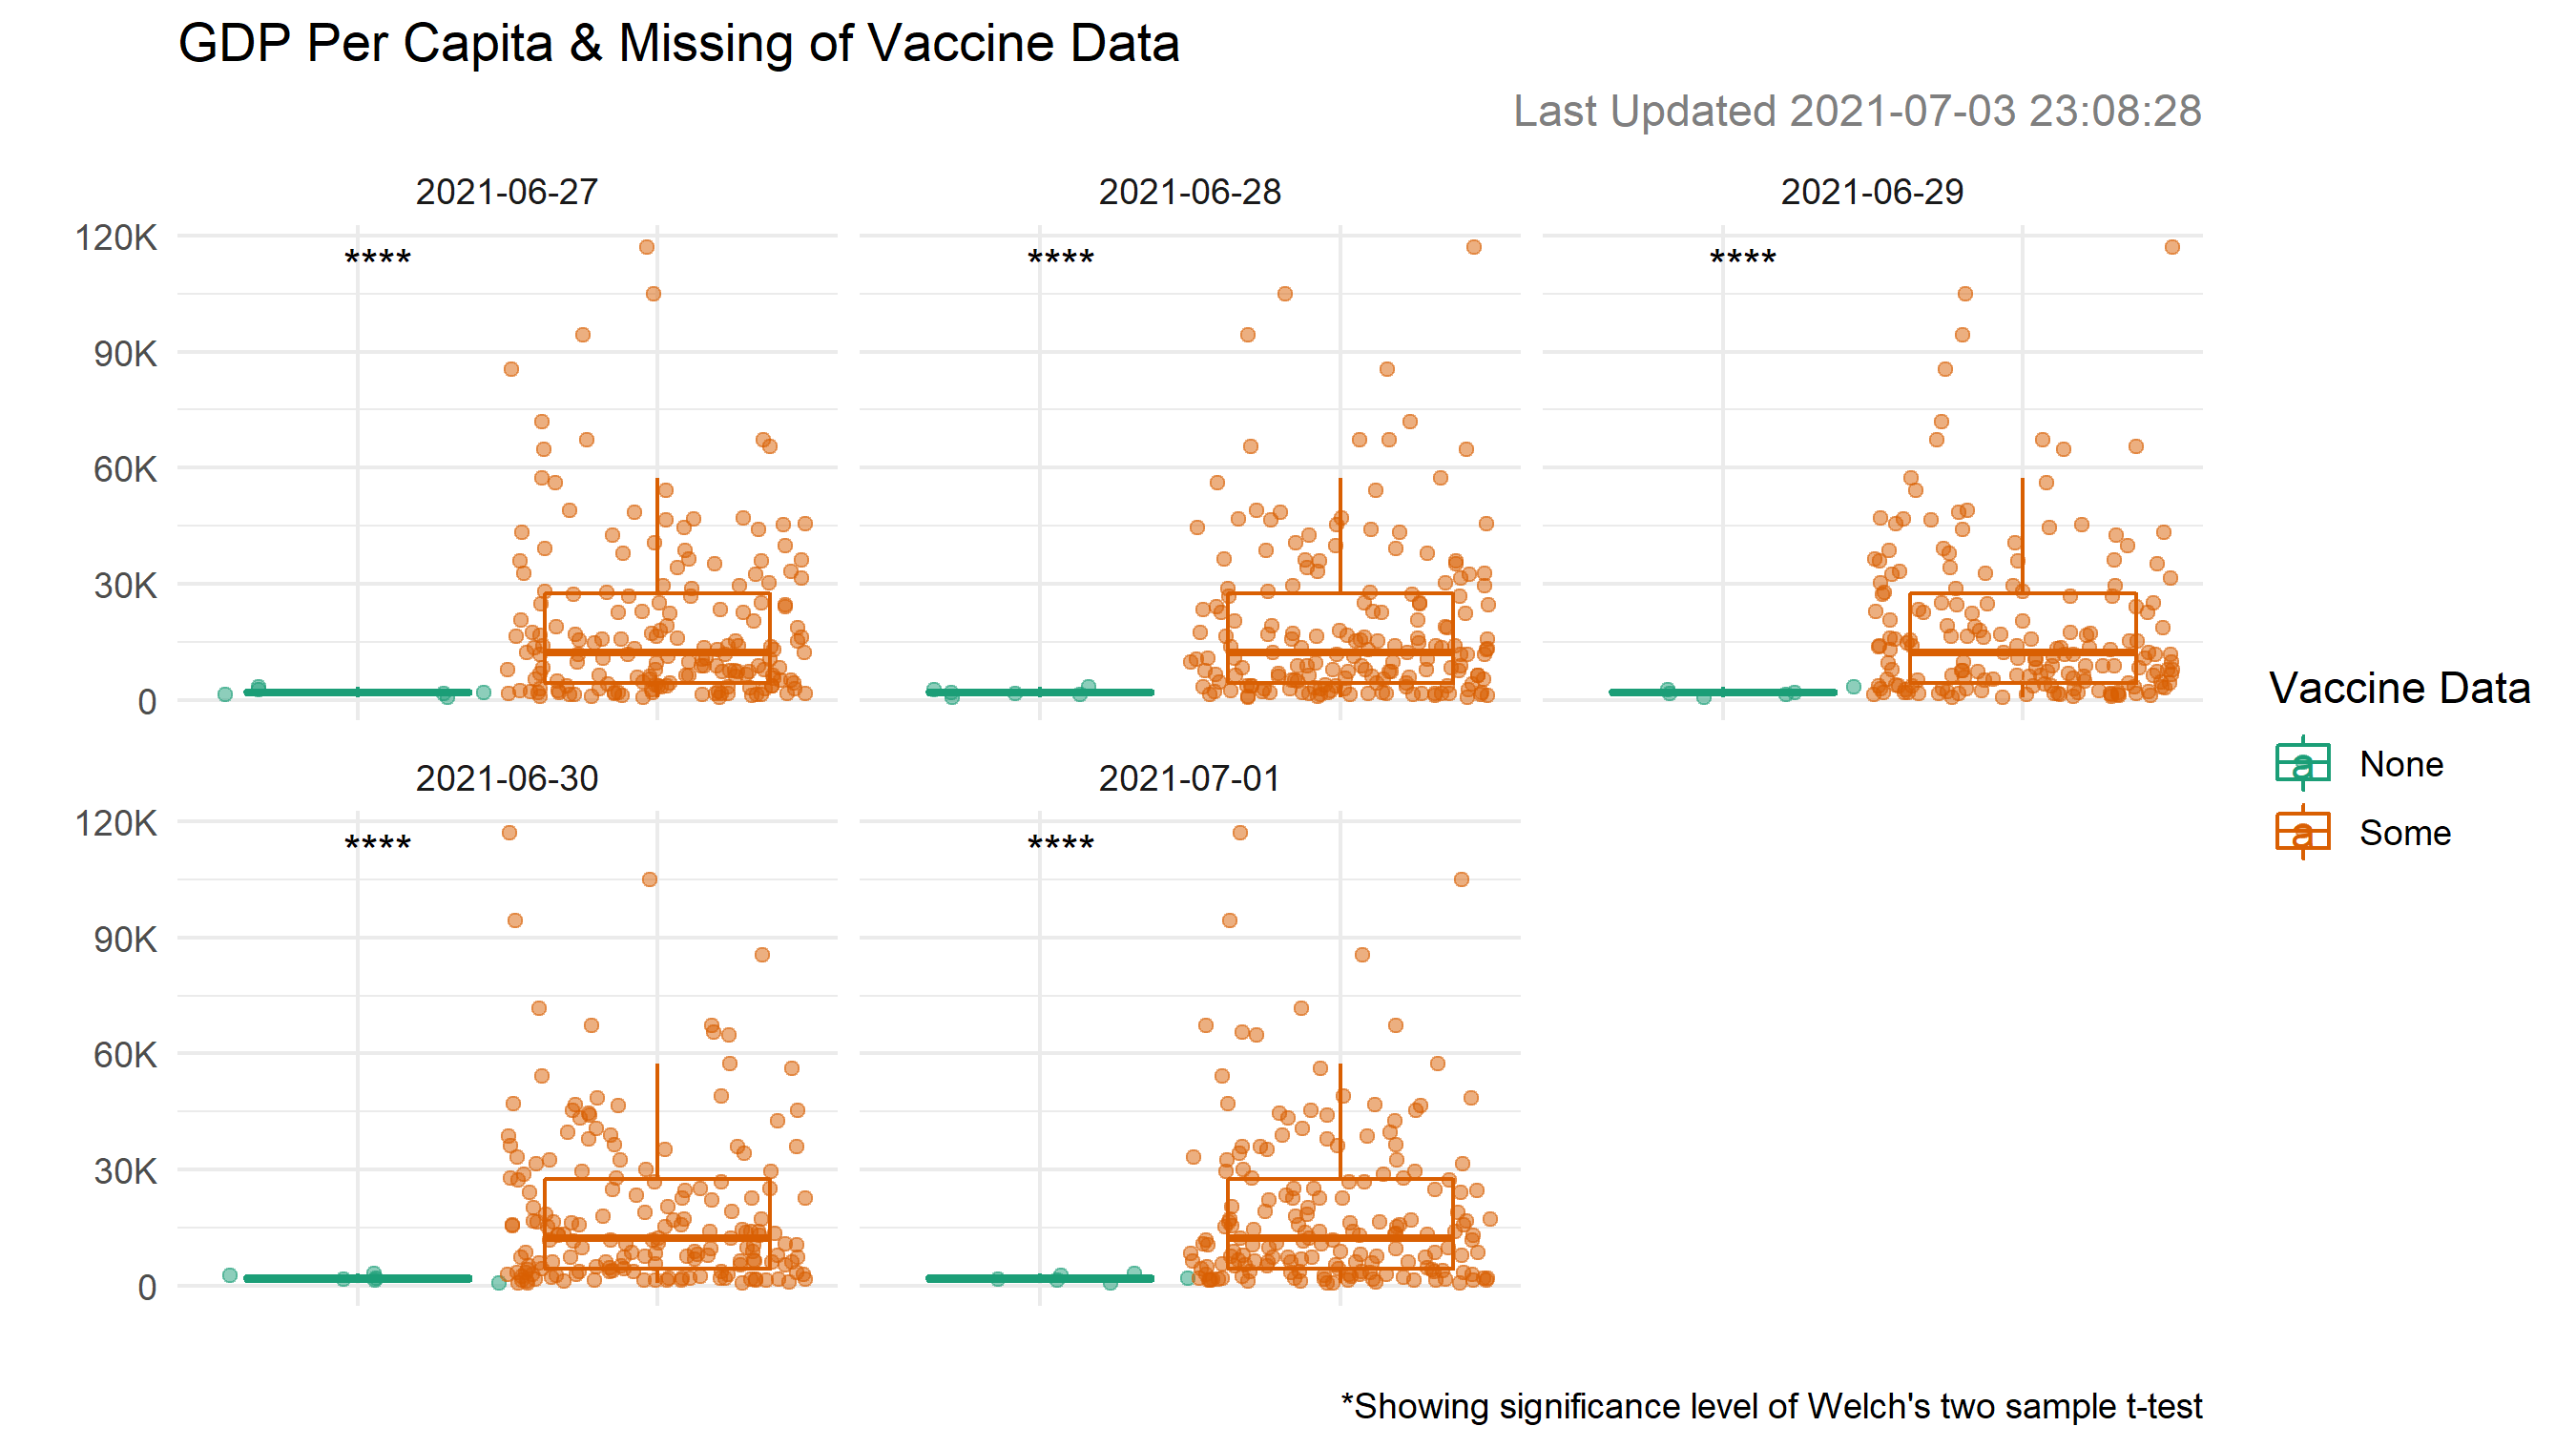 GDP Per Capita & Missing of Vaccine Data
Last Updated 2021-07-03 23:08:28
2021-06-27
2021-06-28
2021-06-29
120K
90K
60K
30K
0
****
****
****
2021-06-30
2021-07-01
120K
90K
60K
30K
0
****
****
Vaccine Data
a None
a Some
*Showing significance level of Welch's two sample t-test